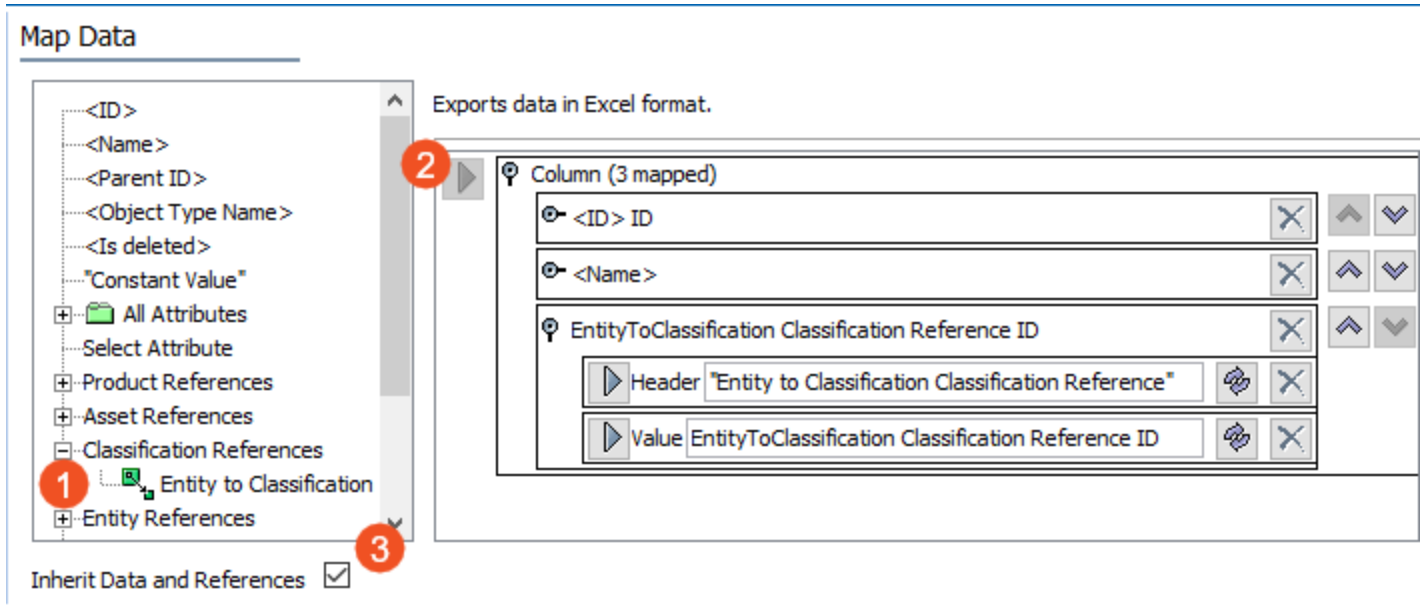 Map Data
<ID>
<Name>
<Parent ID>
<Object Type Name>
<Is deleted>
"Constant Value"
All Attributes
Select Attribute
Product References
Asset References
Classification References
1
Entity to Classification
Entity References
3
Inherit Data and References
Exports data in Excel format.
2
Column (3 mapped)
<ID> ID
<Name>
EntityToClassification Classification Reference ID
Header "Entity to Classification Classification Reference"
Value EntityToClassification Classification Reference ID